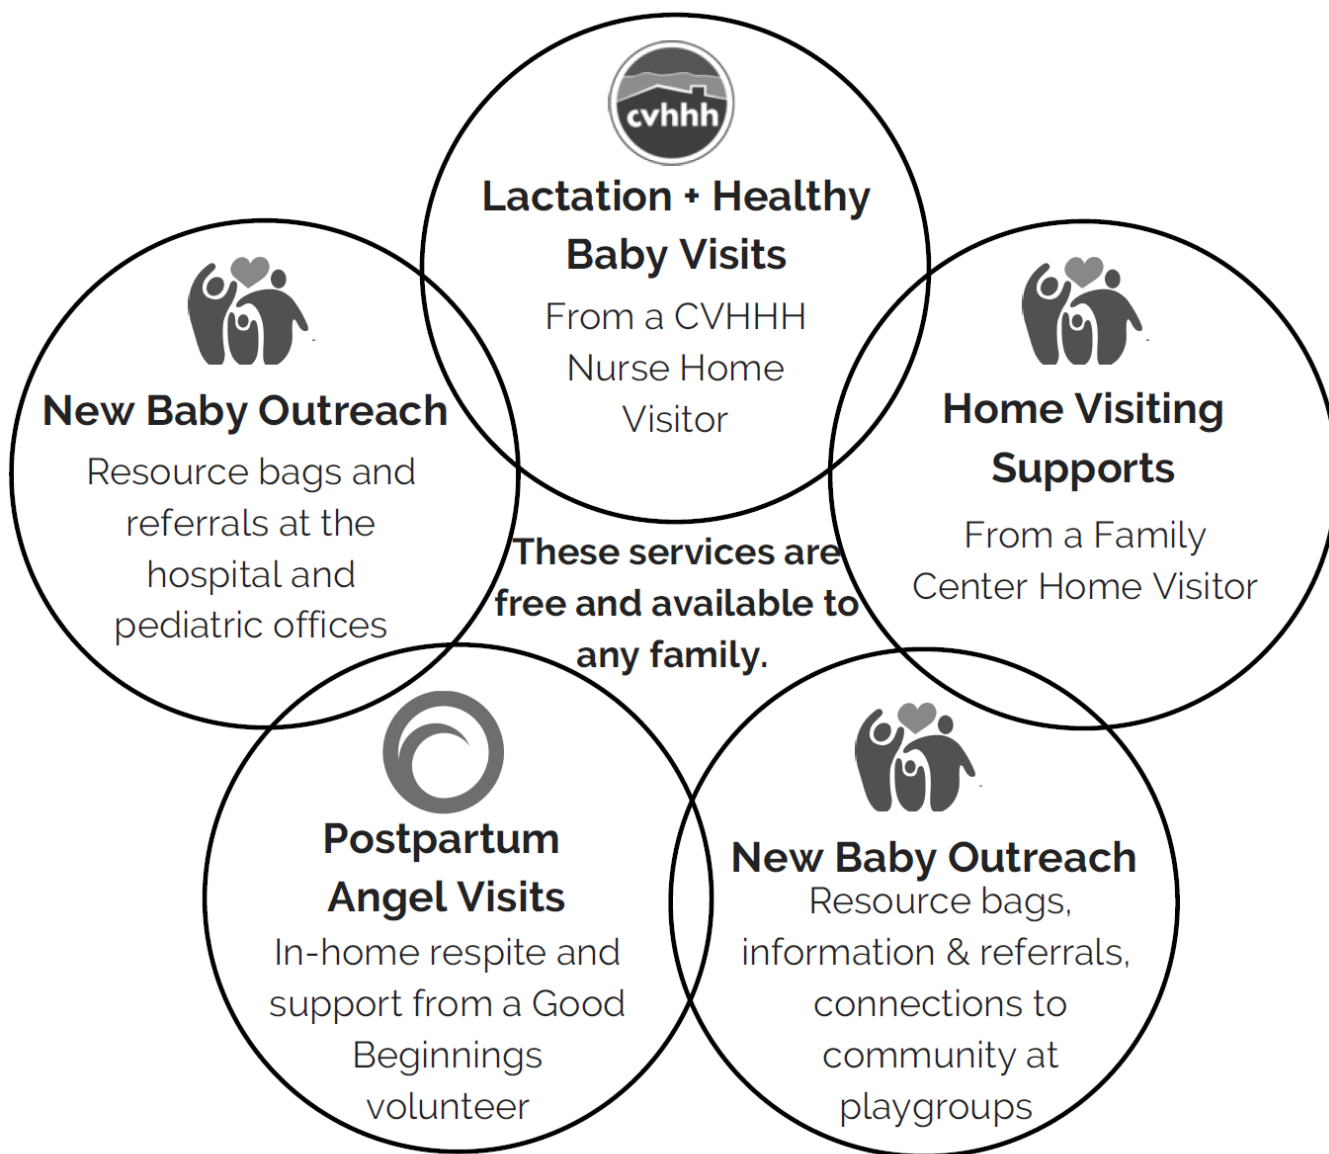 cvhhh
Lactation + Healthy
Baby Visits
From a CVHHH
Nurse Home
Visitor
New Baby Outreach
Resource bags and
referrals at the
hospital and
pediatric offices
Home Visiting
Supports
From a Family
Center Home Visitor
These services are
free and available to
any family.
Postpartum
Angel Visits
In-home respite and
support from a Good
Beginnings
volunteer
New Baby Outreach
Resource bags,
information & referrals,
connections to
community at
playgroups